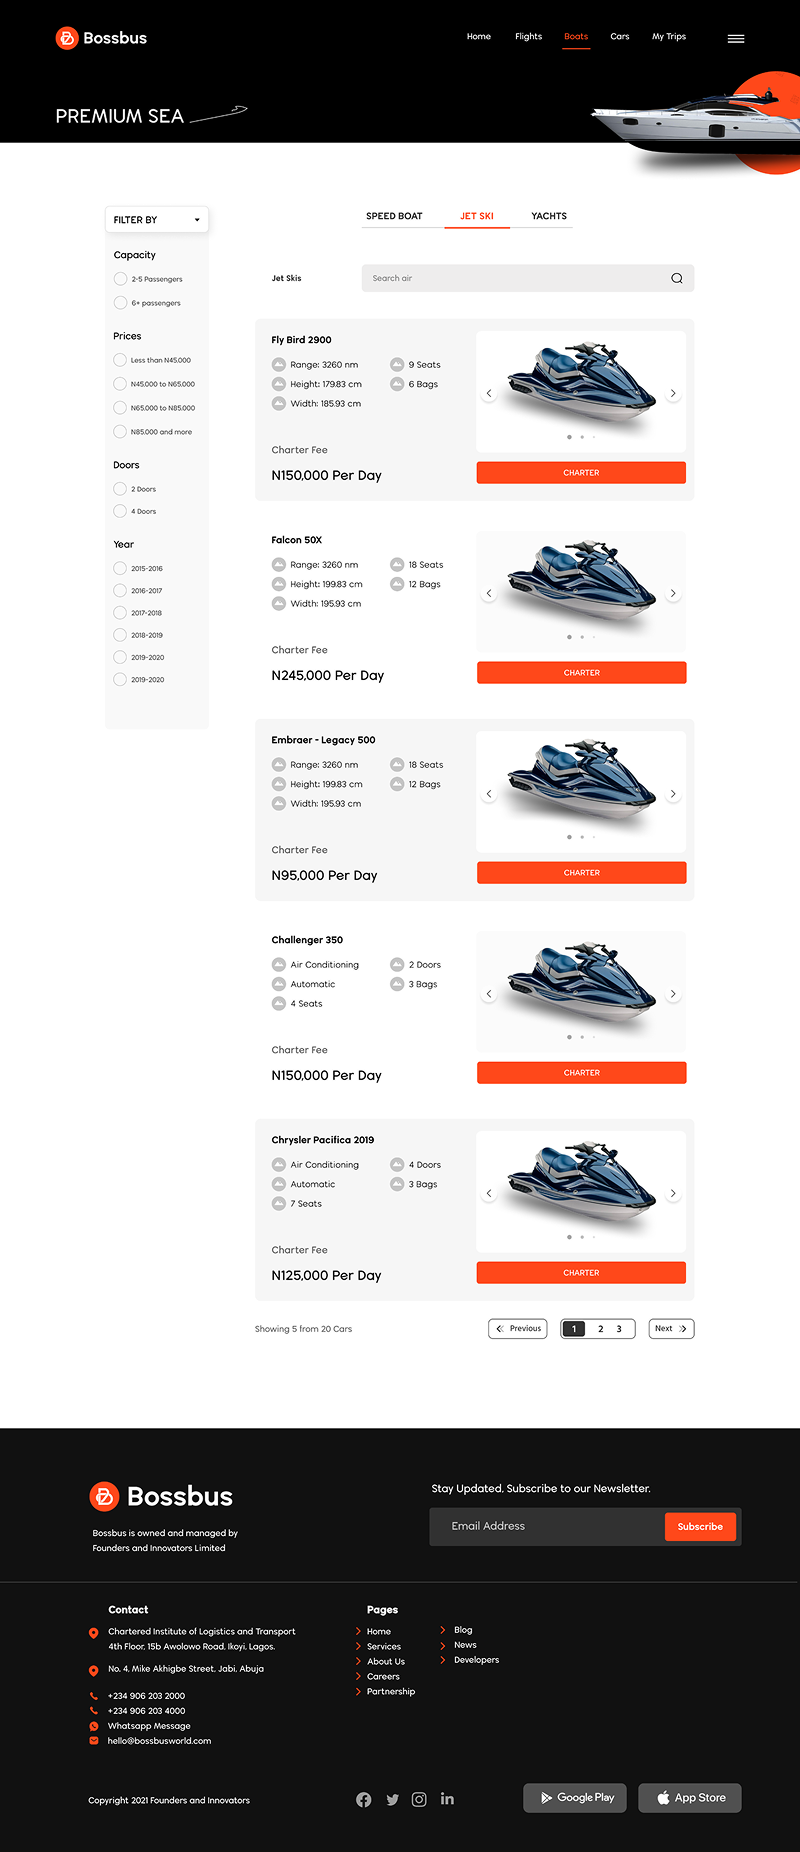 Bossbus
Home Flights Boats Cars My Trips
PREMIUM SEA
FILTER BY
Capacity
2-5 Passengers
6+ passengers
Prices
Less than N45,000
N45,000 to N65,000
N65,000 to N85,000
N85,000 and more
Doors
2 Doors
4 Doors
Year
2015-2016
2016-2017
2017-2018
2018-2019
2019-2020
2019-2020
SPEED BOAT JET SKI YACHTS
Jet Skis
Search air
Fly Bird 2900
Range: 3260 nm 9 Seats
Height: 179.83 cm 6 Bags
Width: 185.93 cm
Charter Fee
N150,000 Per Day
CHARTER
Falcon 50X
Range: 3260 nm 18 Seats
Height: 199.83 cm 12 Bags
Width: 195.93 cm
Charter Fee
N245,000 Per Day
CHARTER
Embraer - Legacy 500
Range: 3260 nm 18 Seats
Height: 199.83 cm 12 Bags
Width: 195.93 cm
Charter Fee
N95,000 Per Day
CHARTER
Challenger 350
Air Conditioning 2 Doors
Automatic 3 Bags
4 Seats
Charter Fee
N150,000 Per Day
CHARTER
Chrysler Pacifica 2019
Air Conditioning 4 Doors
Automatic 3 Bags
7 Seats
Charter Fee
N125,000 Per Day
CHARTER
Showing 5 from 20 Cars
Previous 1 2 3 Next
Bossbus
Bossbus is owned and managed by
Founders and Innovators Limited
Stay Updated, Subscribe to our Newsletter.
Email Address
Subscribe
Contact
Chartered Institute of Logistics and Transport
4th Floor, 15b Awolowo Road, Ikoyi, Lagos.
No. 4, Mike Akhigbe Street, Jabi, Abuja
+234 906 203 2000
+234 906 203 4000
Whatsapp Message
hello@bossbusworld.com
Pages
Home
Services
About Us
Careers
Partnership
Blog
News
Developers
Copyright 2021 Founders and Innovators
Google Play
App Store